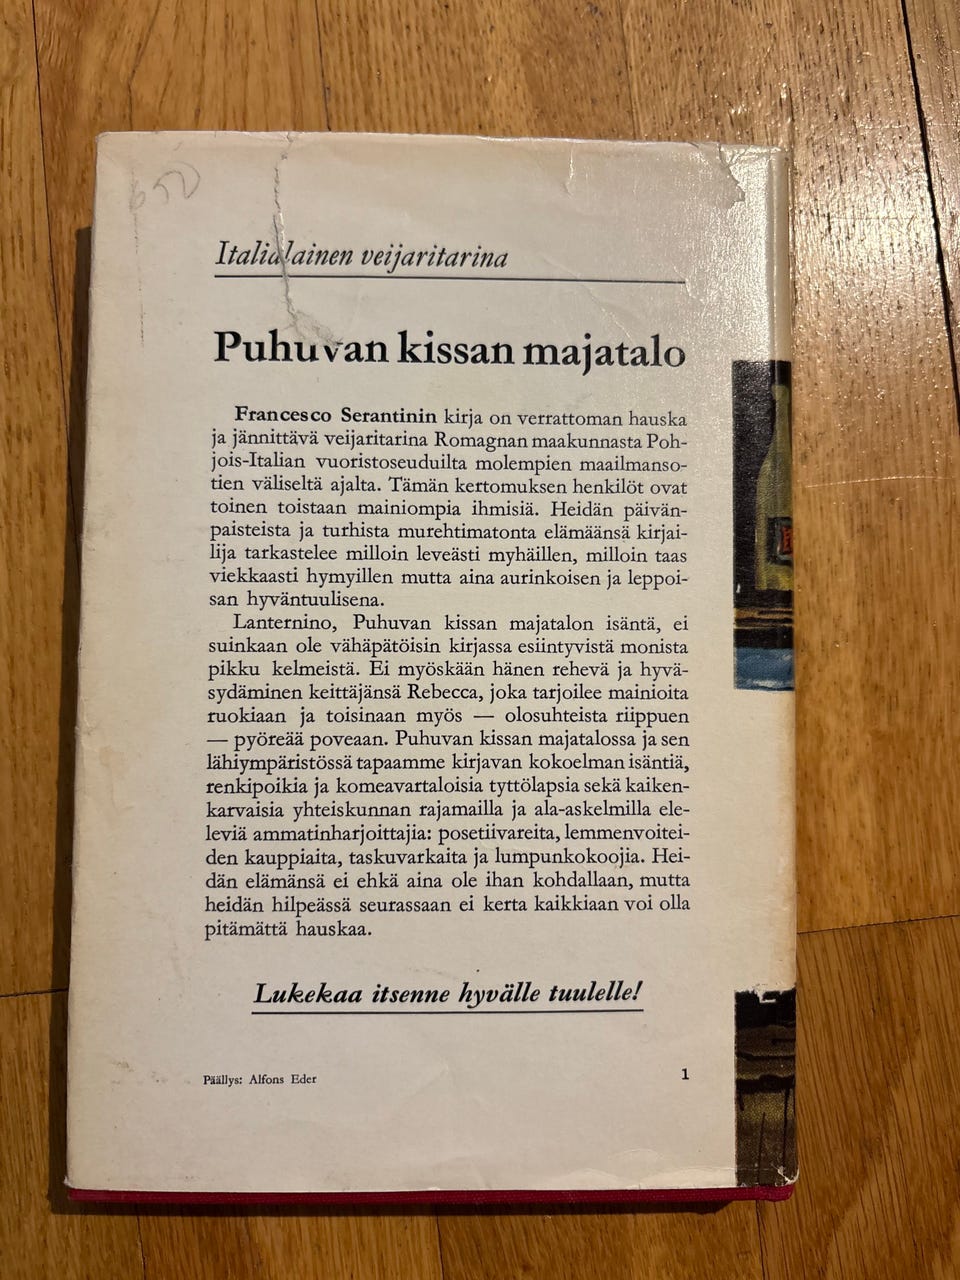 Italialainen veijaritarina
Puhuvan kissan majatalo
Francesco Serantinin kirja on verrattoman hauska
ja jännittävä veijaritarina Romagnan maakunnasta Poh-
jois-Italian vuoristoseuduilta molempien maailmanso-
tien väliseltä ajalta. Tämän kertomuksen henkilöt ovat
toinen toistaan mainiompia ihmisiä. Heidän päivän-
paisteista ja turhista murehtimatonta elämäänsä kirjai-
lija tarkastelee milloin leveästi myhäillen, milloin taas
viekkaasti hymyillen mutta aina aurinkoisen ja leppoi-
san hyväntuulisena.
Lanternino, Puhuvan kissan majatalon isäntä, ei
suinkaan ole vähäpätöisin kirjassa esiintyvistä monista
pikku kelmeistä. Ei myöskään hänen rehevä ja hyvä-
sydäminen keittäjänsä Rebecca, joka tarjoilee mainioita
ruokiaan ja toisinaan myös — olosuhteista riippuen
— pyöreää poveaan. Puhuvan kissan majatalossa ja sen
lähiympäristössä tapaamme kirjavan kokoelman isäntiä,
renkipoikia ja komeavartaloisia tyttölapsia sekä kaiken-
karvaisia yhteiskunnan rajamailla ja ala-askelmilla ele-
leviä ammatinharjoittajia: posetiivareita, lemmenvoitei-
den kauppiaita, taskuvarkaita ja lumpunkokoojia. Hei-
dän elämänsä ei ehkä aina ole ihan kohdallaan, mutta
heidän hilpeässä seurassaan ei kerta kaikkiaan voi olla
pitämättä hauskaa.
Lukekaa itsenne hyvälle tuulelle!
Päällys: Alfons Eder
1